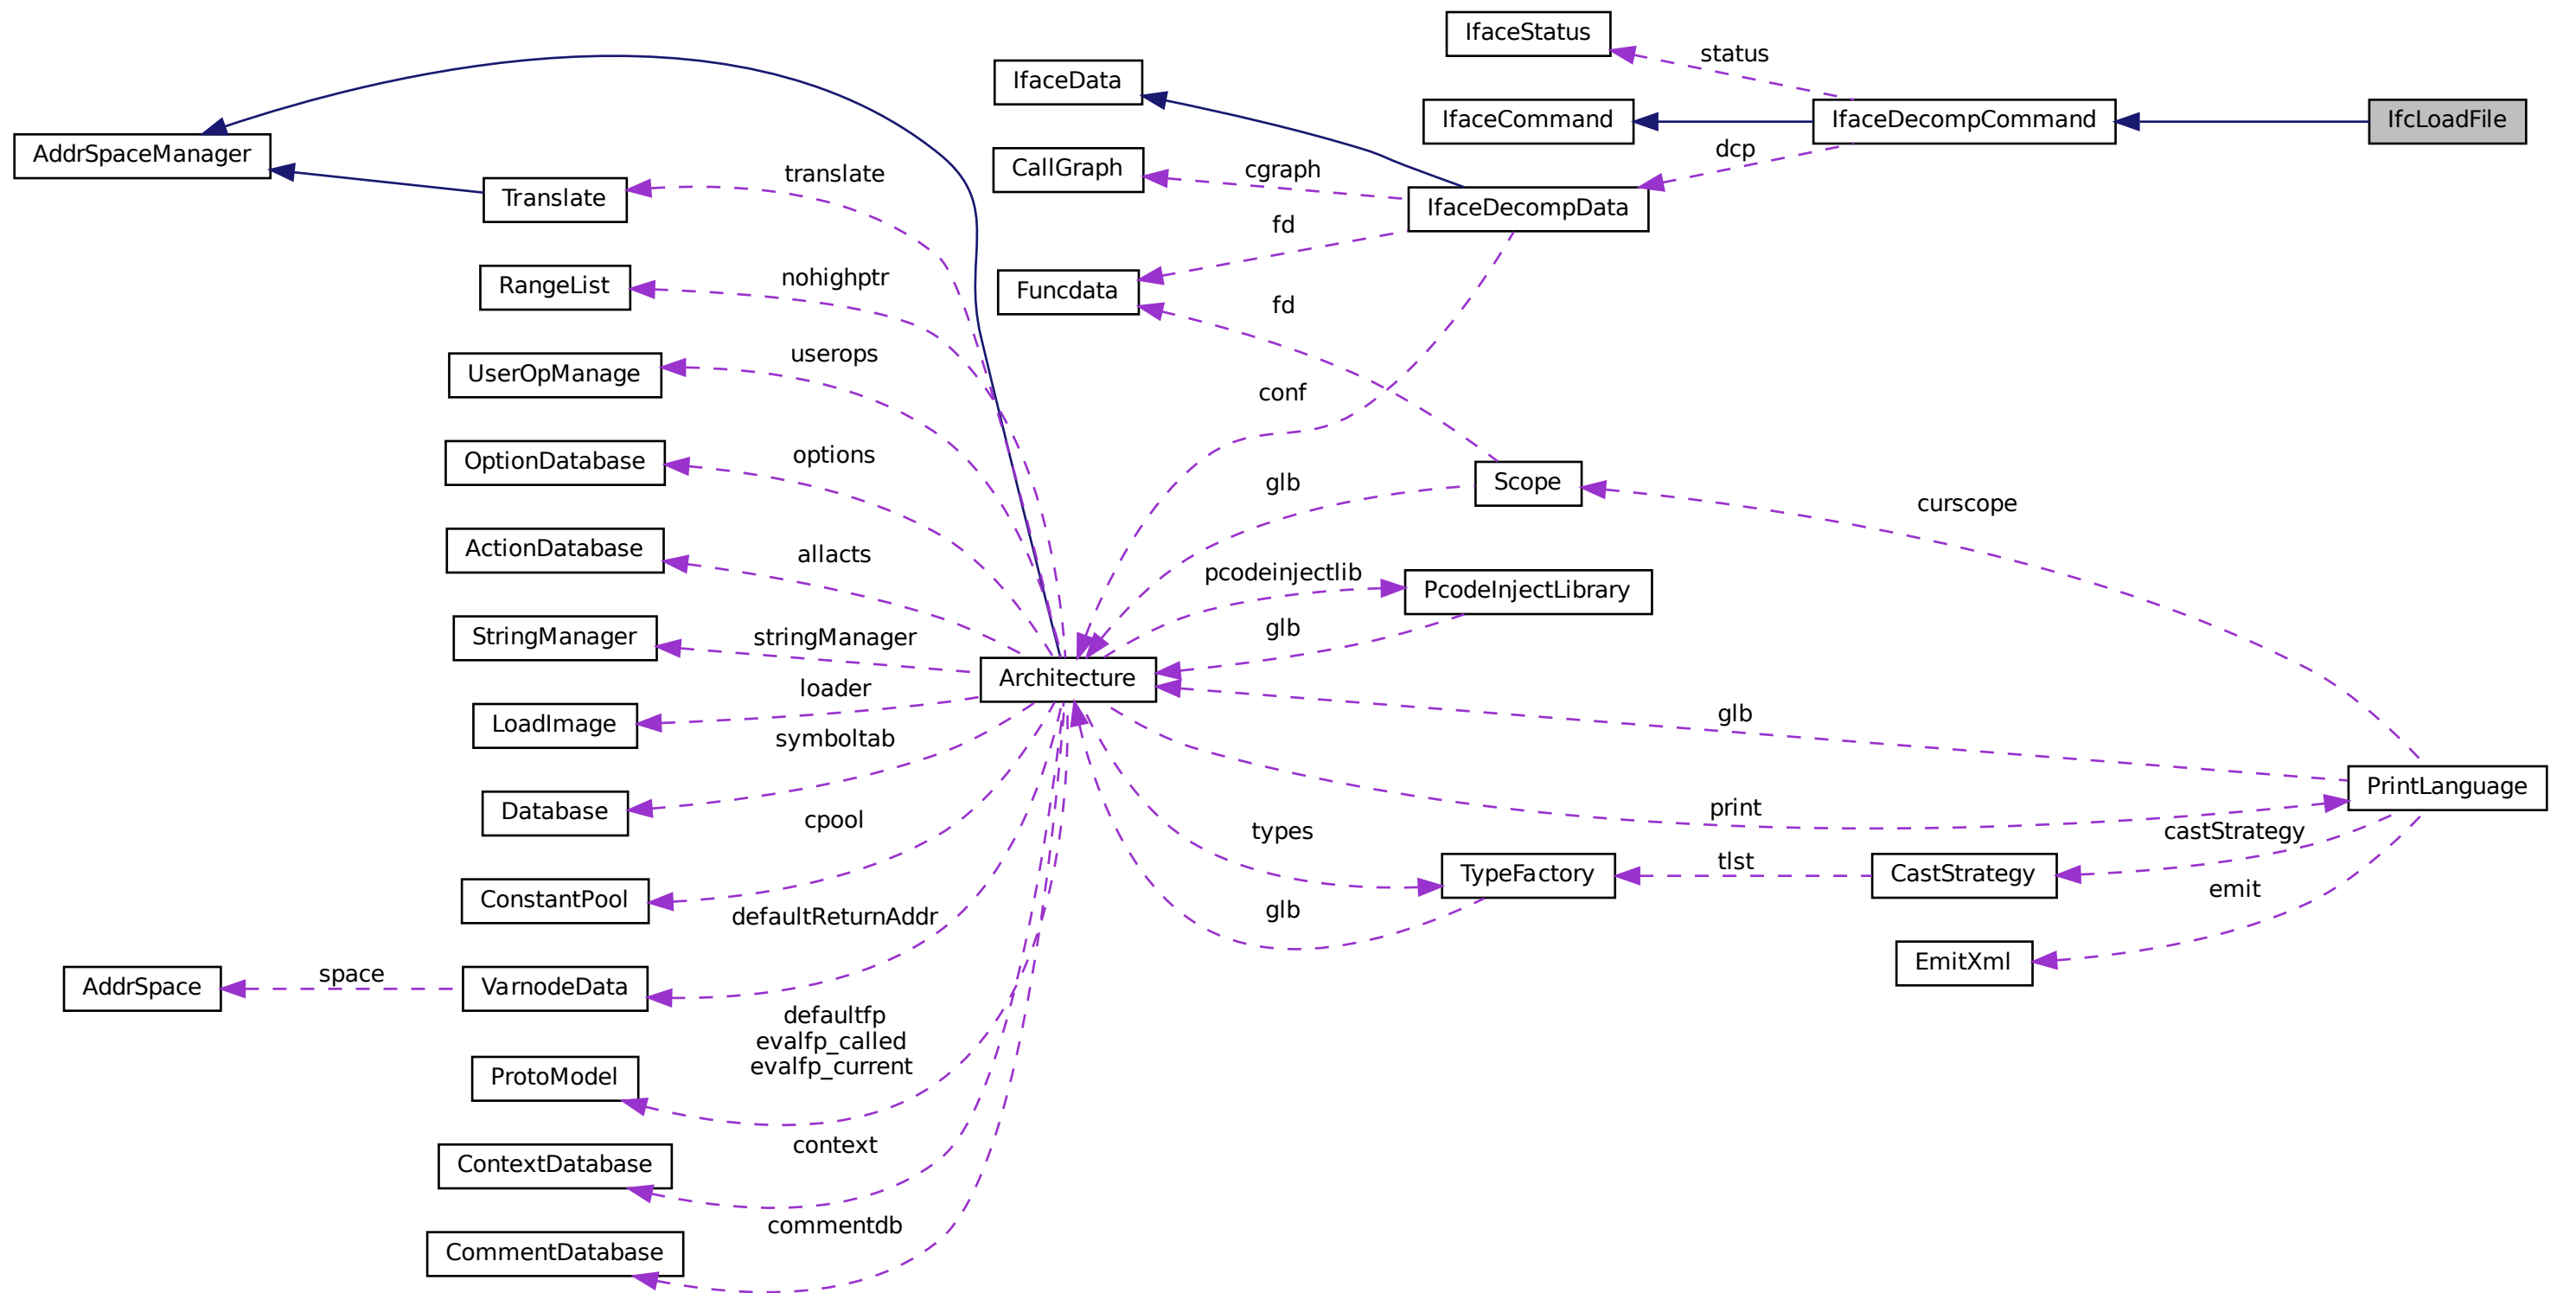 IfaceStatus
status
IfaceData
IfaceCommand
IfaceDecompCommand
IfcLoadFile
AddrSpaceManager
dcp
translate
CallGraph
cgraph
Translate
IfaceDecompData
fd
nohighptr
RangeList
Funcdata
fd
userops
UserOpManage
conf
options
OptionDatabase
glb
Scope
curscope
ActionDatabase
allacts
pcodeinjectlib
PcodeInjectLibrary
StringManager
stringManager
glb
Architecture
loader
LoadImage
glb
symboltab
PrintLanguage
Database
print
cpool
types
castStrategy
tlst
TypeFactory
CastStrategy
ConstantPool
emit
glb
defaultReturnAddr
EmitXml
space
AddrSpace
VarnodeData
defaultfp
evalfp_called
evalfp_current
ProtoModel
context
ContextDatabase
commentdb
CommentDatabase